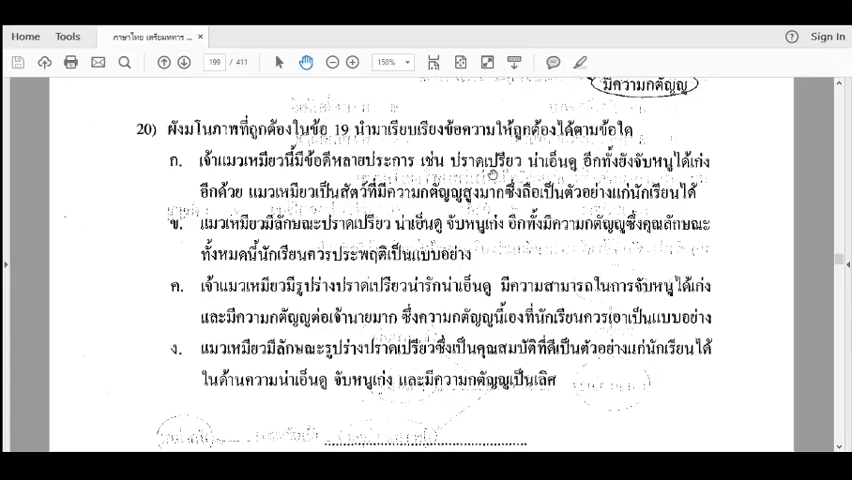 Home Tools ภาษาไทย เตรียมทหาร ... × Sign In
199 / 411 150%
มีความกตัญญู
20) ผังมโนภาพที่ถูกต้องในข้อ 19 นำมาเรียบเรียงข้อความให้ถูกต้องได้ตามข้อใด
ก. เจ้าแมวเหมียวนี้มีข้อดีหลายประการ เช่น ปราดเปรียว น่าเอ็นดู อีกทั้งยังจับหนูได้เก่ง
อีกด้วย แมวเหมียวเป็นสัตว์ที่มีความกตัญญูสูงมากซึ่งถือเป็นตัวอย่างแก่นักเรียนได้
ข. แมวเหมียวมีลักษณะปราดเปรียว น่าเอ็นดู จับหนูเก่ง อีกทั้งมีความกตัญญูซึ่งคุณลักษณะ
ทั้งหมดนี้นักเรียนควรประพฤติเป็นแบบอย่าง
ค. เจ้าแมวเหมียวมีรูปร่างปราดเปรียวน่ารักน่าเอ็นดู มีความสามารถในการจับหนูได้เก่ง
และมีความกตัญญูต่อเจ้านายมาก ซึ่งความกตัญญูนี้เองที่นักเรียนควรเอาเป็นแบบอย่าง
ง. แมวเหมียวมีลักษณะรูปร่างปราดเปรียวซึ่งเป็นคุณสมบัติที่ดีเป็นตัวอย่างแก่นักเรียนได้
ในด้านความน่าเอ็นดู จับหนูเก่ง และมีความกตัญญูเป็นเลิศ